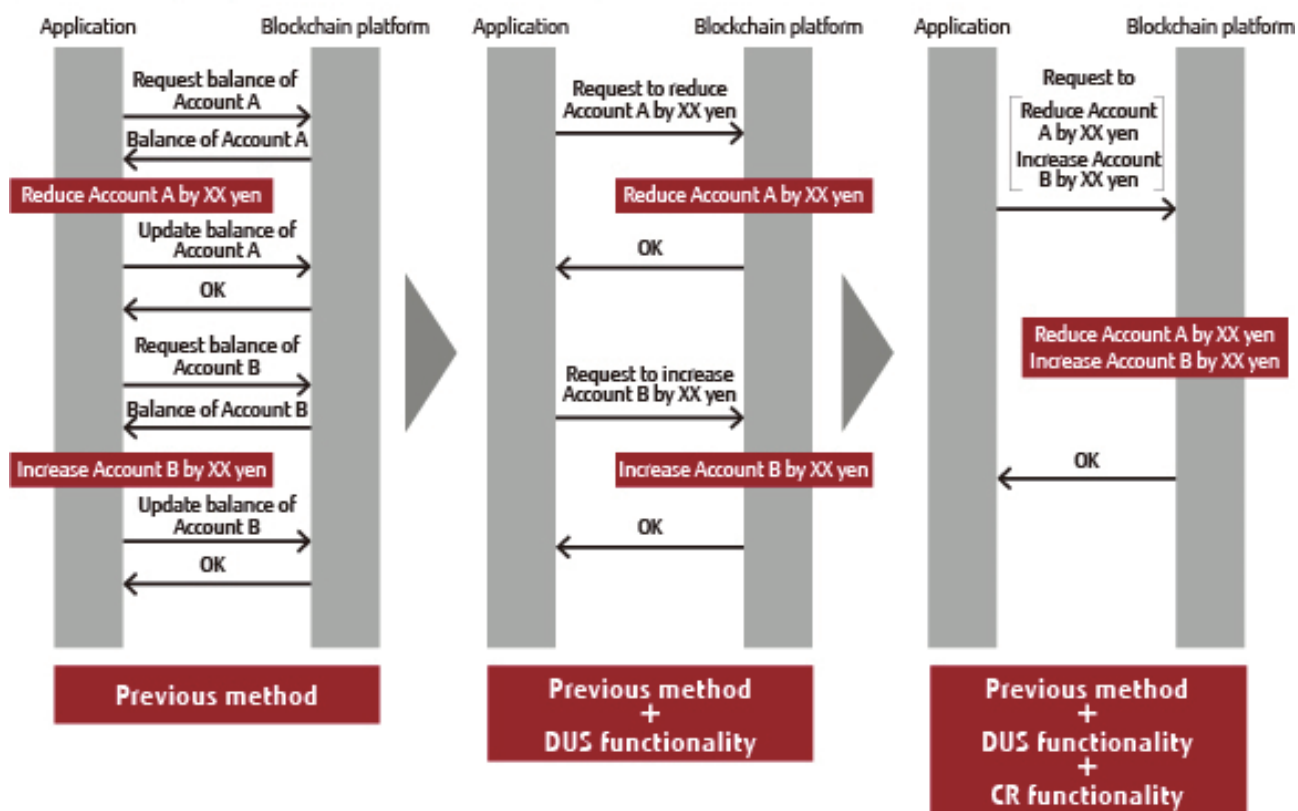 Application
Blockchain platform
Request balance of
Account A
Balance of Account A
Reduce Account A by XX yen
Update balance of
Account A
OK
Request balance of
Account B
Balance of Account B
Increase Account B by XX yen
Update balance of
Account B
OK
Previous method
Application
Blockchain platform
Request to reduce
Account A by XX yen
Reduce Account A by XX yen
OK
Request to increase
Account B by XX yen
Increase Account B by XX yen
OK
Previous method
+
DUS functionality
Application
Blockchain platform
Request to
Reduce Account
A by XX yen
Increase Account
B by XX yen
Reduce Account A by XX yen
Increase Account B by XX yen
OK
Previous method
+
DUS functionality
+
CR functionality